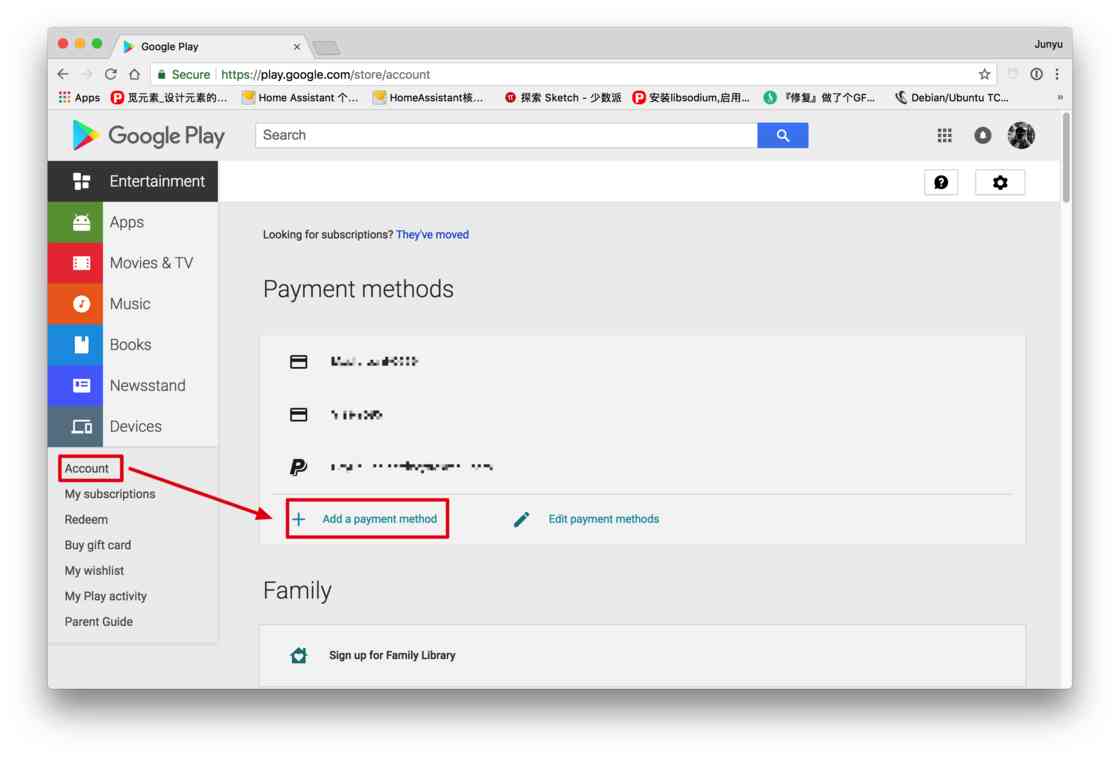 Google Play
Junyu
Secure https://play.google.com/store/account
Apps 觅元素_设计元素的... Home Assistant 个... HomeAssistant核... 探索 Sketch - 少数派 安装libsodium,启用... 『修复』做了个GF... Debian/Ubuntu TC... »
Google Play
Search
Entertainment
Apps
Movies & TV
Music
Books
Newsstand
Devices
Account
My subscriptions
Redeem
Buy gift card
My wishlist
My Play activity
Parent Guide
Looking for subscriptions? They've moved
Payment methods
Add a payment method
Edit payment methods
Family
Sign up for Family Library